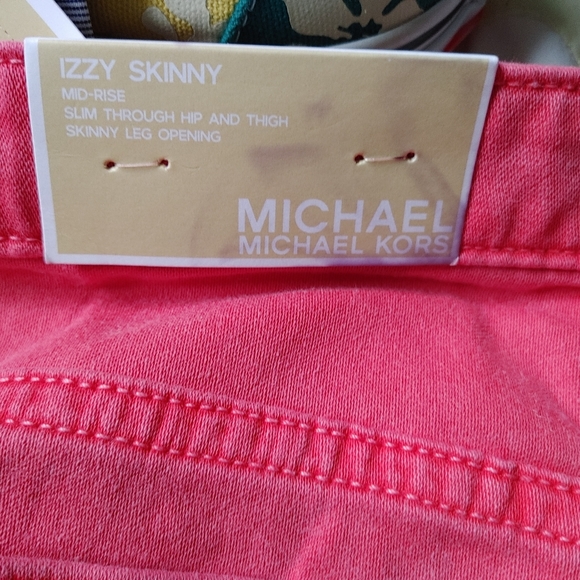 IZZY SKINNY
MID-RISE
SLIM THROUGH HIP AND THIGH
SKINNY LEG OPENING
MICHAEL
MICHAEL KORS